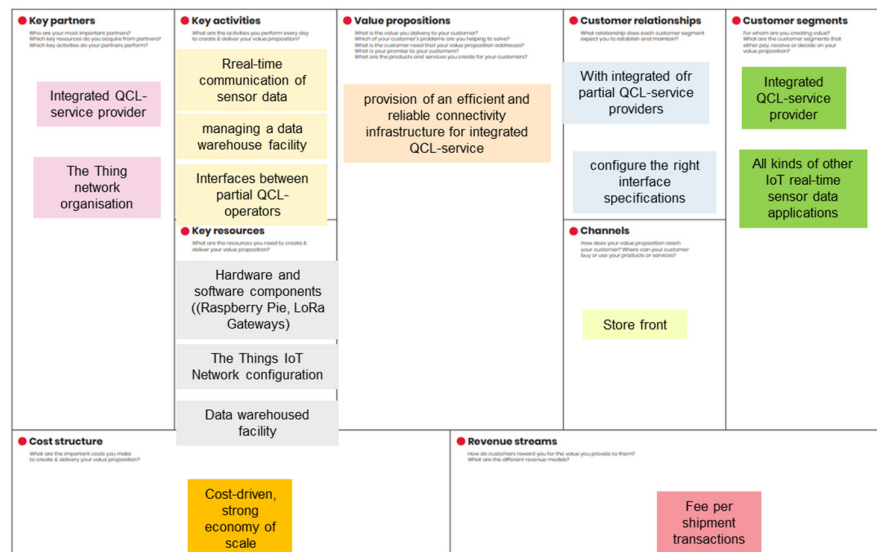 Key partners
Who are your most important partners?
Which key resources do you acquire from partners?
Which key activities do your partners perform?
Integrated QCL-
service provider
The Thing
network
organisation
Key activities
What are the activities you perform every day
to create & deliver your value proposition?
Rreal-time
communication of
sensor data
managing a data
warehouse facility
Interfaces between
partial QCL-
operators
Key resources
What are the resources you need to create &
deliver your value proposition?
Hardware and
software components
((Raspberry Pie, LoRa
Gateways)
The Things IoT
Network configuration
Data warehoused
facility
Value propositions
What is the value you delivery to your customer?
Which of your customer's problems are you helping to solve?
What is the customer need that your value proposition addresses?
What is your promise to your customers?
What are the products and services you create for your customers?
provision of an efficient and
reliable connectivity
infrastructure for integrated
QCL-service
Customer relationships
What relationship does each customer segment
expect you to establish and maintain?
With integrated ofr
partial QCL-service
providers
configure the right
interface
specifications
Channels
How does your value proposition reach
your customer? Where can your customer
buy or use your products or services?
Store front
Customer segments
For whom are you creating value?
What are the customer segments that
either pay, receive or decide on your
value proposition?
Integrated
QCL-service
provider
All kinds of other
IoT real-time
sensor data
applications
Cost structure
What are the important costs you make
to create & delivery your value proposition?
Cost-driven,
strong
economy of
scale
Revenue streams
How do customers reward you for the value you provide to them?
What are the different revenue models?
Fee per
shipment
transactions